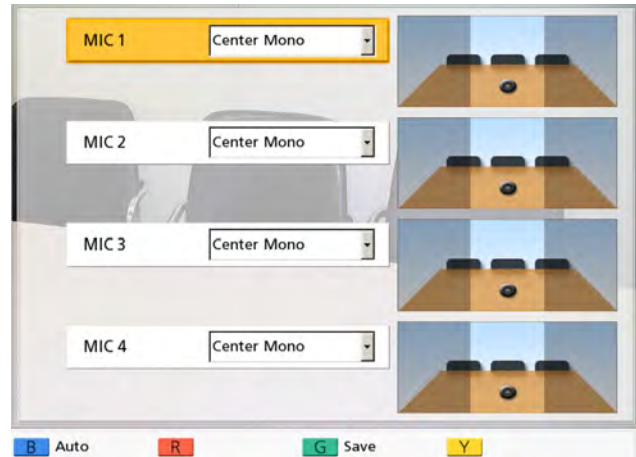 MIC 1 Center Mono
MIC 2 Center Mono
MIC 3 Center Mono
MIC 4 Center Mono
B Auto R G Save Y